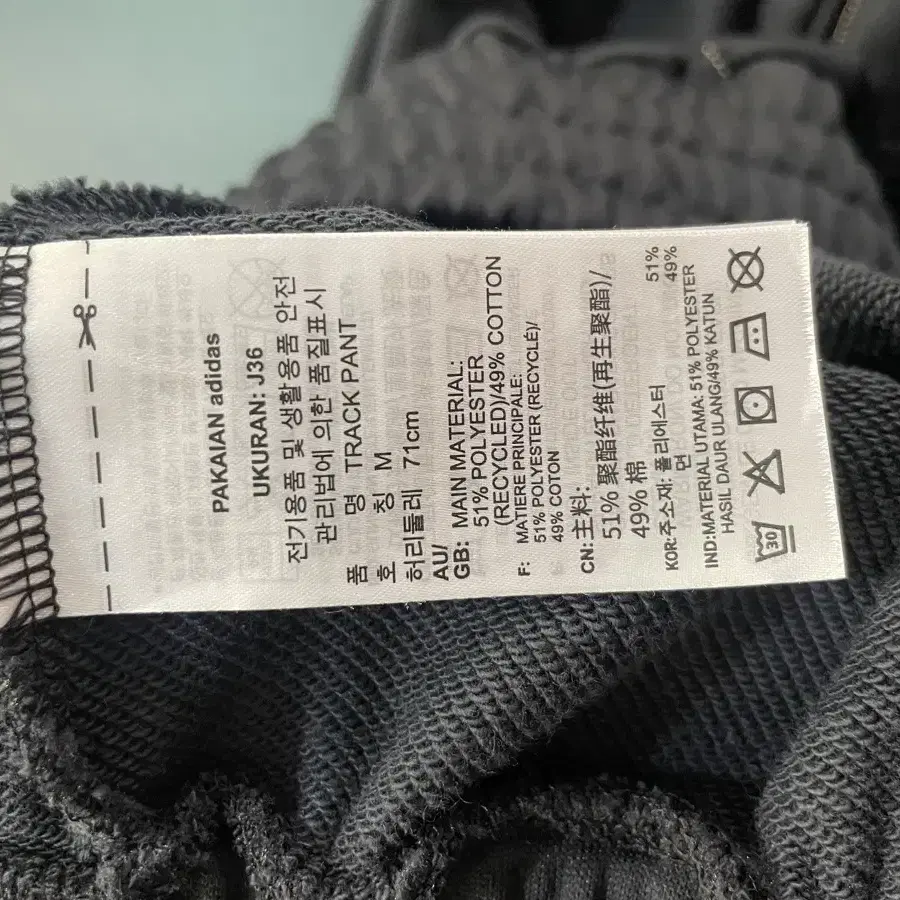 PAKAIAN adidas
UKURAN: J36
전기용품 및 생활용품 안전
관리법에 의한 품질표시
품 명 TRACK PANT
호 칭 M
허리둘레 71cm
AU/
GB: MAIN MATERIAL:
51% POLYESTER
(RECYCLED)/49% COTTON
F: MATIERE PRINCIPALE:
51% POLYESTER (RECYCLÉ)/
49% COTON
CN:主料:
51% 聚酯纤维(再生聚酯)/
49% 棉
KOR:주소재: 폴리에스터 51%
면 49%
IND:MATERIAL UTAMA: 51% POLYESTER
HASIL DAUR ULANG/49% KATUN
30